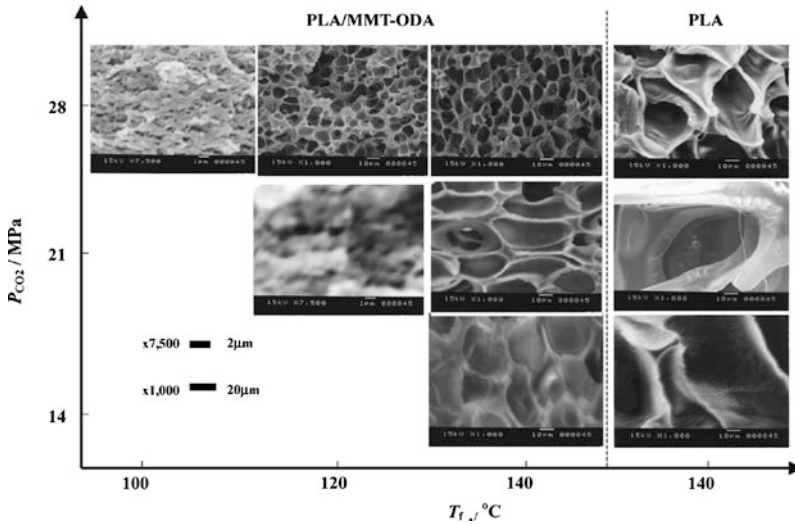 PLA/MMT-ODA
PLA
28
15kV X7,500 1μm 000045
15kV X1,000 10μm 000045
15kV X1,000 10μm 000045
15kV X1,000 10μm 000045
P_CO2 / MPa
21
15kV X7,500 1μm 000045
15kV X1,000 10μm 000045
15kV X1,000 10μm 000045
x7,500 2μm
x1,000 20μm
14
15kV X1,000 10μm 000045
15kV X1,000 10μm 000045
100
120
140
140
T_f ,/ °C